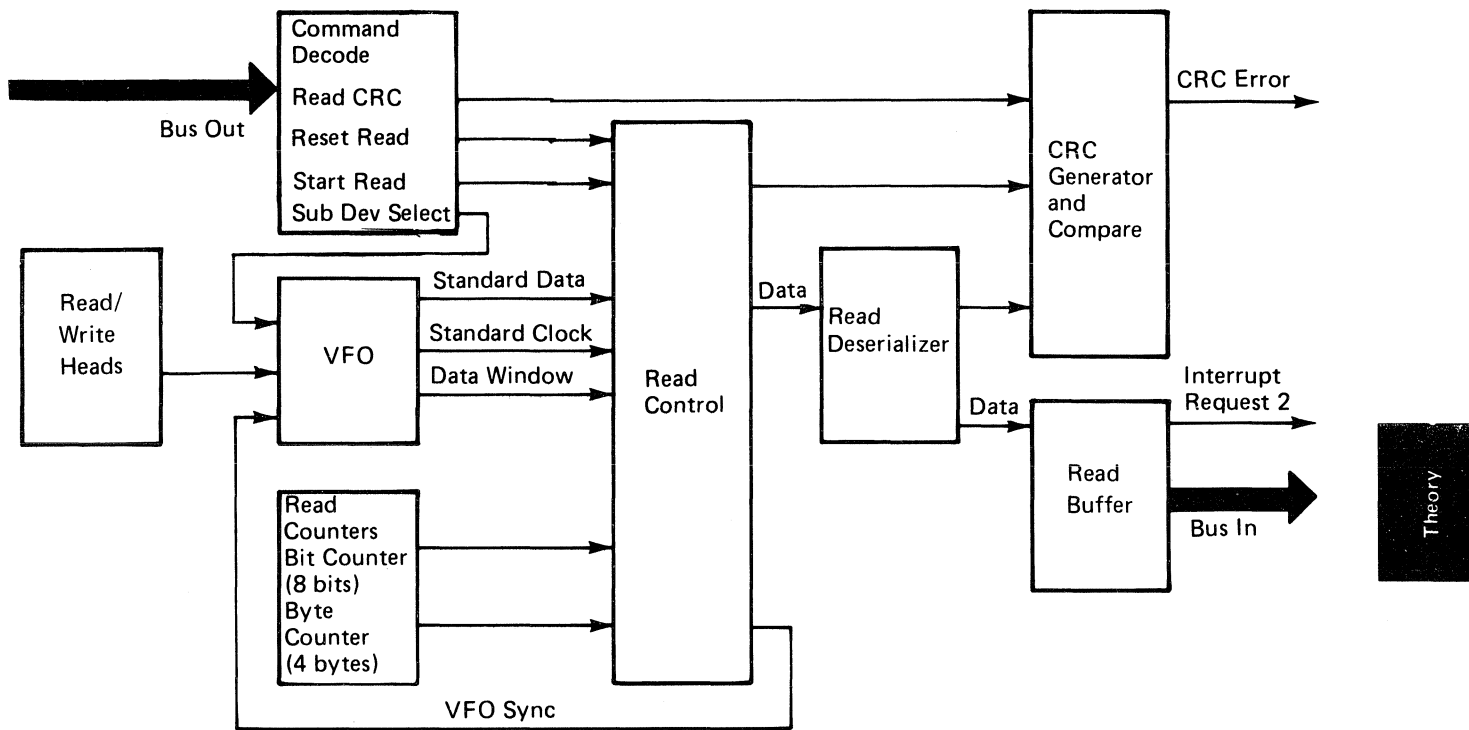 Command
Decode
Read CRC
Reset Read
Start Read
Sub Dev Select
Bus Out
CRC Error
CRC
Generator
and
Compare
Read/
Write
Heads
VFO
Standard Data
Standard Clock
Data Window
Read
Control
Data
Read
Deserializer
Data
Interrupt
Request 2
Read
Buffer
Bus In
Read
Counters
Bit Counter
(8 bits)
Byte
Counter
(4 bytes)
VFO Sync
Theory